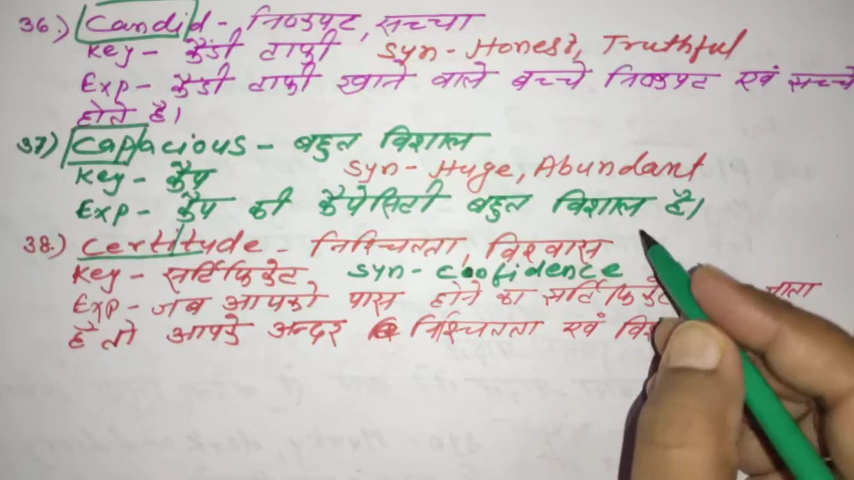 36.) Candid - निष्कपट, सच्चा
Key - कैंडी टाफी Syn - Honest, Truthful
Exp - कैंडी टाफी खाने वाले बच्चे निष्कपट एवं सच्चे
होते है।
37) Capacious - बहुत विशाल
Key - कैप Syn - Huge, Abundant
Exp - कैप की कैपेसिटी बहुत विशाल है।
38.) Certitude - निश्चितता, विश्वास
Key - सर्टिफिकेट Syn - Confidence
Exp - जब आपको पास होने का
है तो आपके अन्दर निश्चितता एवं